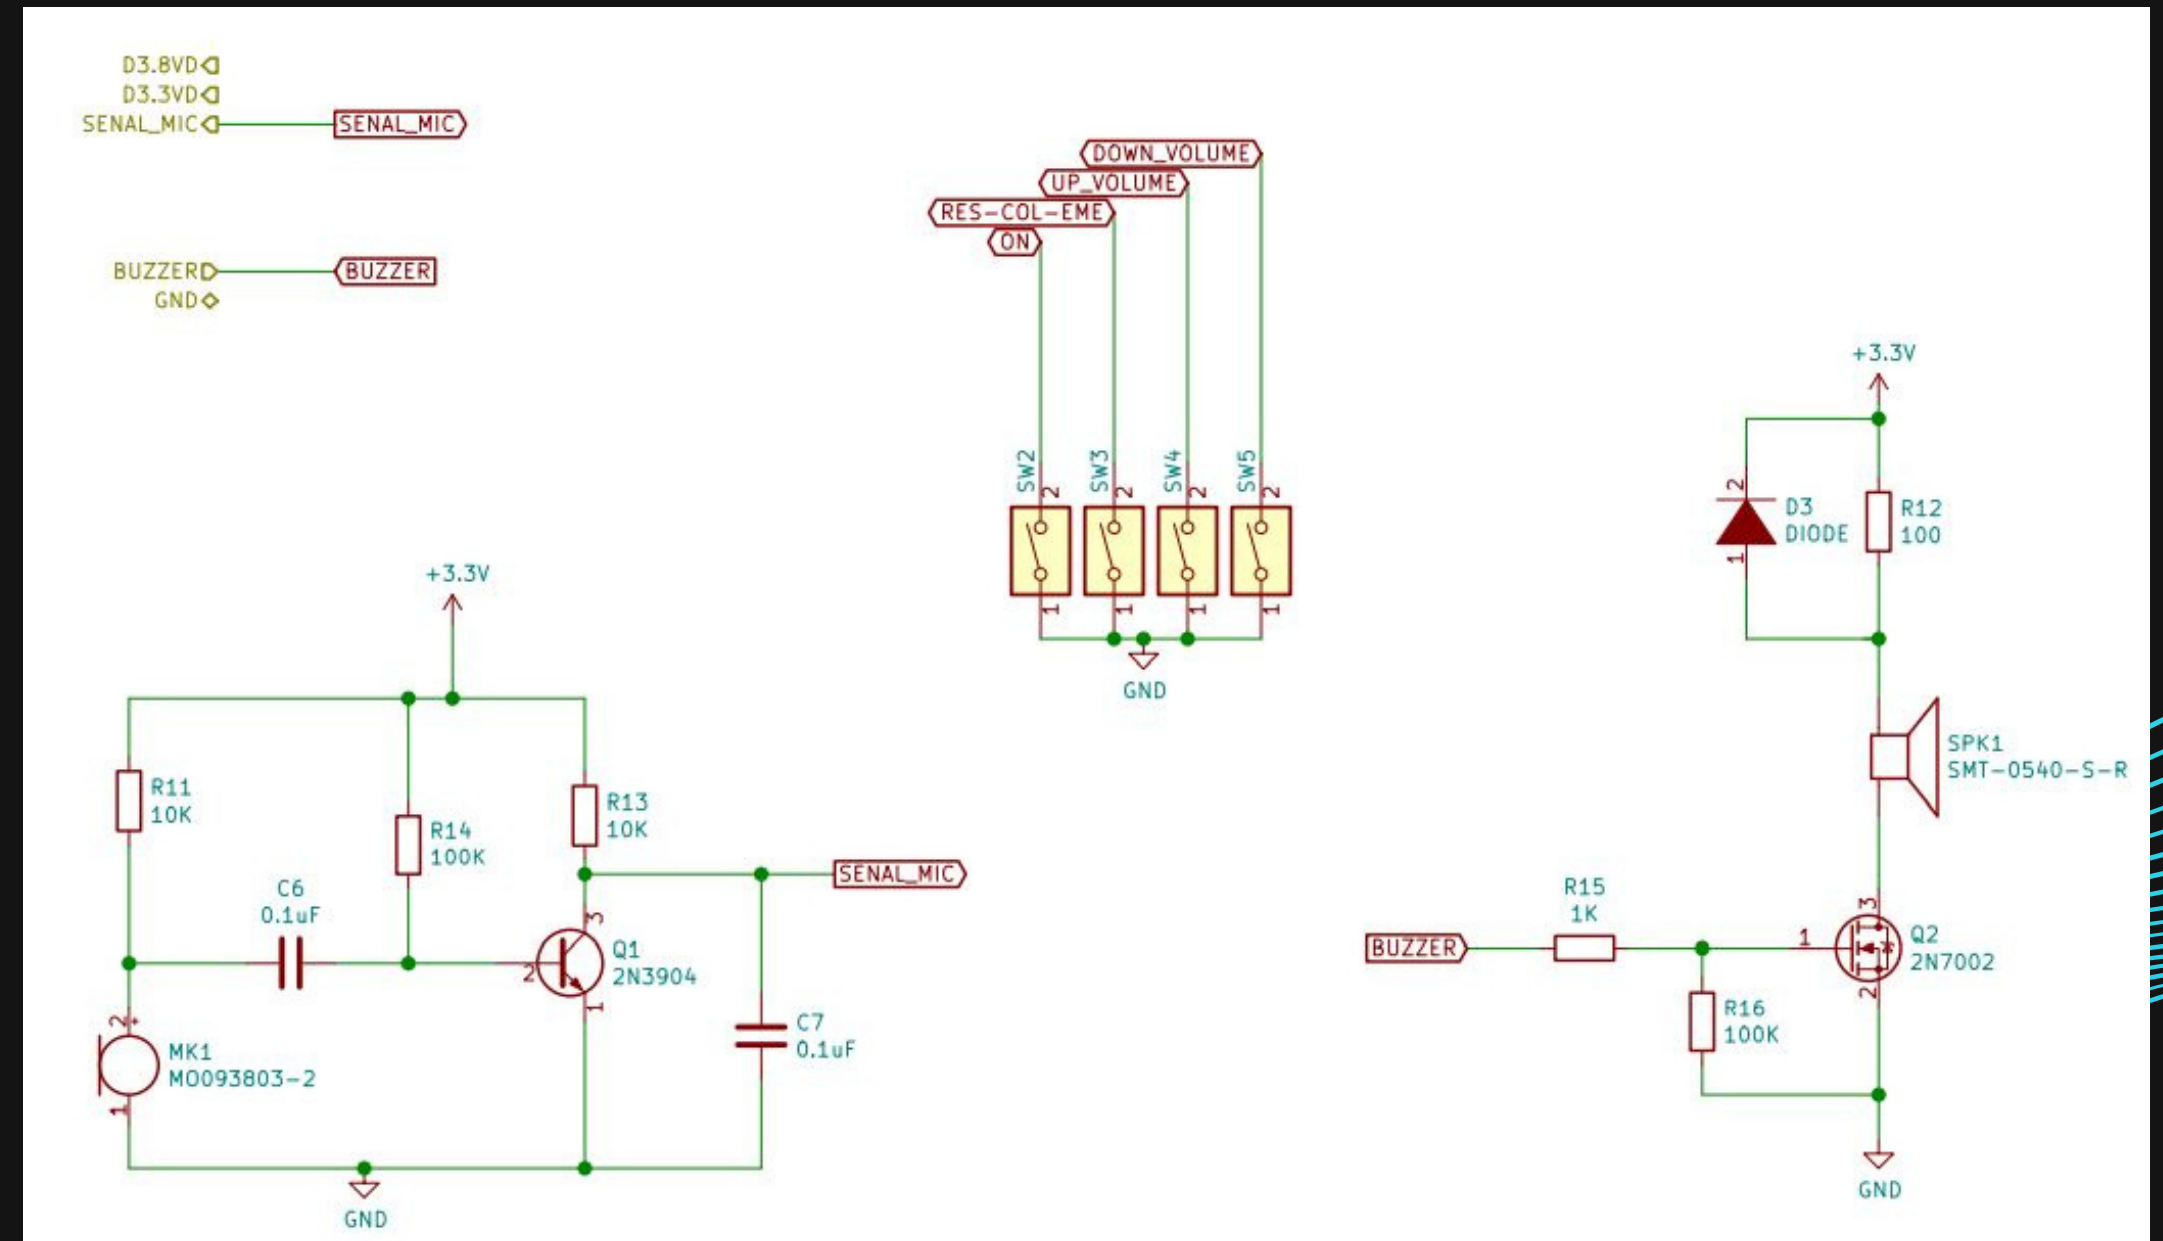 D3.8VD
D3.3VD
SENAL_MIC
SENAL_MIC
BUZZER
BUZZER
GND
DOWN_VOLUME
UP_VOLUME
RES-COL-EME
ON
SW2
2
1
SW3
2
1
SW4
2
1
SW5
2
1
GND
+3.3V
R11
10K
R14
100K
R13
10K
C6
0.1uF
SENAL_MIC
3
2
1
Q1
2N3904
C7
0.1uF
2
+
MK1
MO093803-2
1
GND
+3.3V
2
D3
DIODE
1
R12
100
SPK1
SMT-0540-S-R
BUZZER
R15
1K
1
3
Q2
2N7002
2
R16
100K
GND